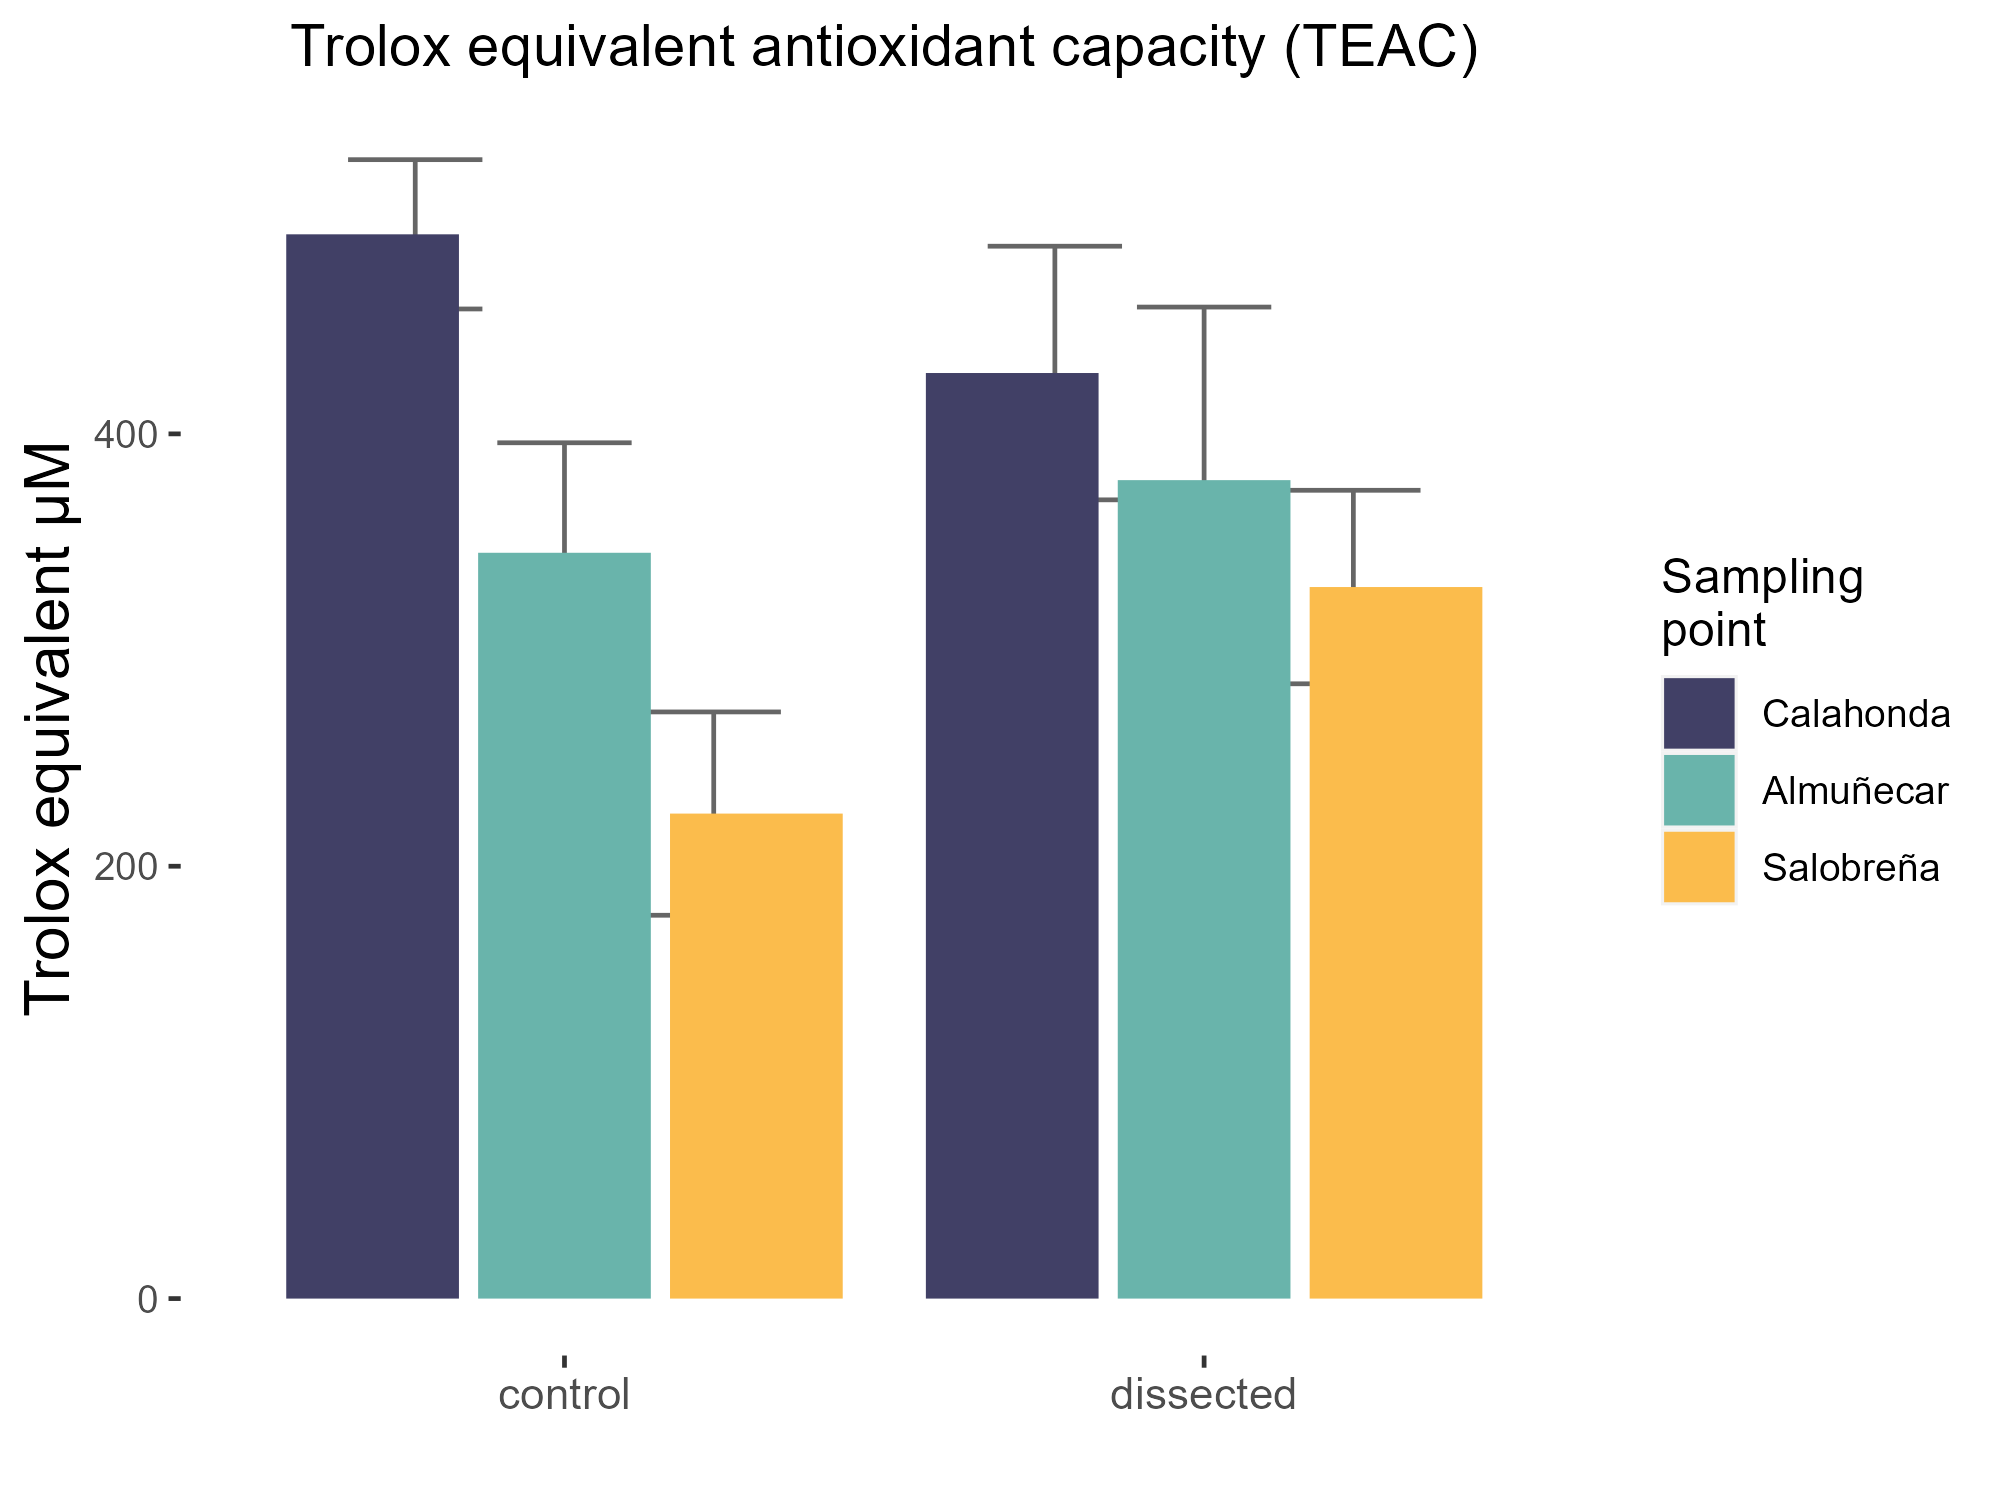 Trolox equivalent antioxidant capacity (TEAC)
Trolox equivalent µM
400
200
0
control
dissected
Sampling
point
Calahonda
Almuñecar
Salobreña